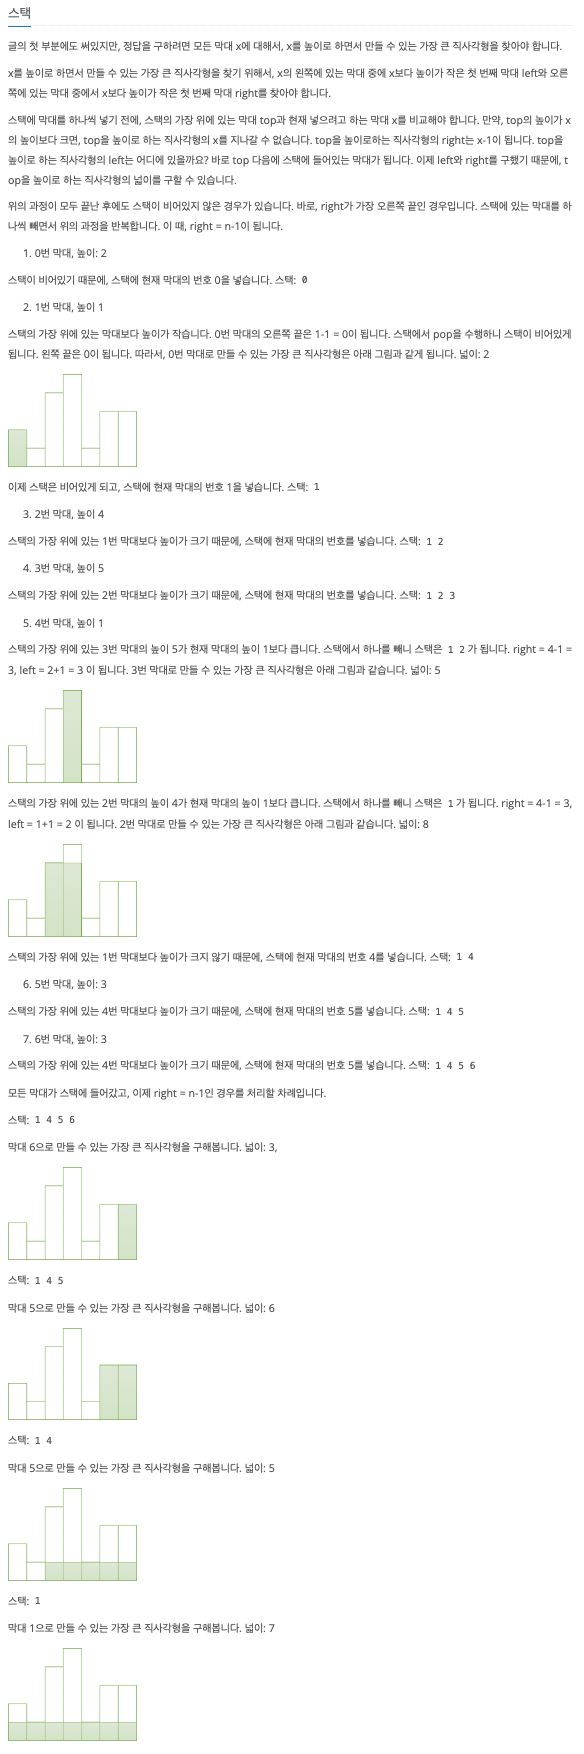 스택
글의 첫 부분에도 써있지만, 정답을 구하려면 모든 막대 x에 대해서, x를 높이로 하면서 만들 수 있는 가장 큰 직사각형을 찾아야 합니다.
x를 높이로 하면서 만들 수 있는 가장 큰 직사각형을 찾기 위해서, x의 왼쪽에 있는 막대 중에 x보다 높이가 작은 첫 번째 막대 left와 오른
쪽에 있는 막대 중에서 x보다 높이가 작은 첫 번째 막대 right를 찾아야 합니다.
스택에 막대를 하나씩 넣기 전에, 스택의 가장 위에 있는 막대 top과 현재 넣으려고 하는 막대 x를 비교해야 합니다. 만약, top의 높이가 x
의 높이보다 크면, top을 높이로 하는 직사각형의 x를 지나갈 수 없습니다. top을 높이로하는 직사각형의 right는 x-1이 됩니다. top을
높이로 하는 직사각형의 left는 어디에 있을까요? 바로 top 다음에 스택에 들어있는 막대가 됩니다. 이제 left와 right를 구했기 때문에, t
op을 높이로 하는 직사각형의 넓이를 구할 수 있습니다.
위의 과정이 모두 끝난 후에도 스택이 비어있지 않은 경우가 있습니다. 바로, right가 가장 오른쪽 끝인 경우입니다. 스택에 있는 막대를 하
나씩 빼면서 위의 과정을 반복합니다. 이 때, right = n-1이 됩니다.
1. 0번 막대, 높이: 2
스택이 비어있기 때문에, 스택에 현재 막대의 번호 0을 넣습니다. 스택: 0
2. 1번 막대, 높이 1
스택의 가장 위에 있는 막대보다 높이가 작습니다. 0번 막대의 오른쪽 끝은 1-1 = 0이 됩니다. 스택에서 pop을 수행하니 스택이 비어있게
됩니다. 왼쪽 끝은 0이 됩니다. 따라서, 0번 막대로 만들 수 있는 가장 큰 직사각형은 아래 그림과 같게 됩니다. 넓이: 2
이제 스택은 비어있게 되고, 스택에 현재 막대의 번호 1을 넣습니다. 스택: 1
3. 2번 막대, 높이 4
스택의 가장 위에 있는 1번 막대보다 높이가 크기 때문에, 스택에 현재 막대의 번호를 넣습니다. 스택: 1 2
4. 3번 막대, 높이 5
스택의 가장 위에 있는 2번 막대보다 높이가 크기 때문에, 스택에 현재 막대의 번호를 넣습니다. 스택: 1 2 3
5. 4번 막대, 높이 1
스택의 가장 위에 있는 3번 막대의 높이 5가 현재 막대의 높이 1보다 큽니다. 스택에서 하나를 빼니 스택은 1 2 가 됩니다. right = 4-1 =
3, left = 2+1 = 3 이 됩니다. 3번 막대로 만들 수 있는 가장 큰 직사각형은 아래 그림과 같습니다. 넓이: 5
스택의 가장 위에 있는 2번 막대의 높이 4가 현재 막대의 높이 1보다 큽니다. 스택에서 하나를 빼니 스택은 1 가 됩니다. right = 4-1 = 3,
left = 1+1 = 2 이 됩니다. 2번 막대로 만들 수 있는 가장 큰 직사각형은 아래 그림과 같습니다. 넓이: 8
스택의 가장 위에 있는 1번 막대보다 높이가 크지 않기 때문에, 스택에 현재 막대의 번호 4를 넣습니다. 스택: 1 4
6. 5번 막대, 높이: 3
스택의 가장 위에 있는 4번 막대보다 높이가 크기 때문에, 스택에 현재 막대의 번호 5를 넣습니다. 스택: 1 4 5
7. 6번 막대, 높이: 3
스택의 가장 위에 있는 4번 막대보다 높이가 크기 때문에, 스택에 현재 막대의 번호 5를 넣습니다. 스택: 1 4 5 6
모든 막대가 스택에 들어갔고, 이제 right = n-1인 경우를 처리할 차례입니다.
스택: 1 4 5 6
막대 6으로 만들 수 있는 가장 큰 직사각형을 구해봅니다. 넓이: 3,
스택: 1 4 5
막대 5으로 만들 수 있는 가장 큰 직사각형을 구해봅니다. 넓이: 6
스택: 1 4
막대 5으로 만들 수 있는 가장 큰 직사각형을 구해봅니다. 넓이: 5
스택: 1
막대 1으로 만들 수 있는 가장 큰 직사각형을 구해봅니다. 넓이: 7